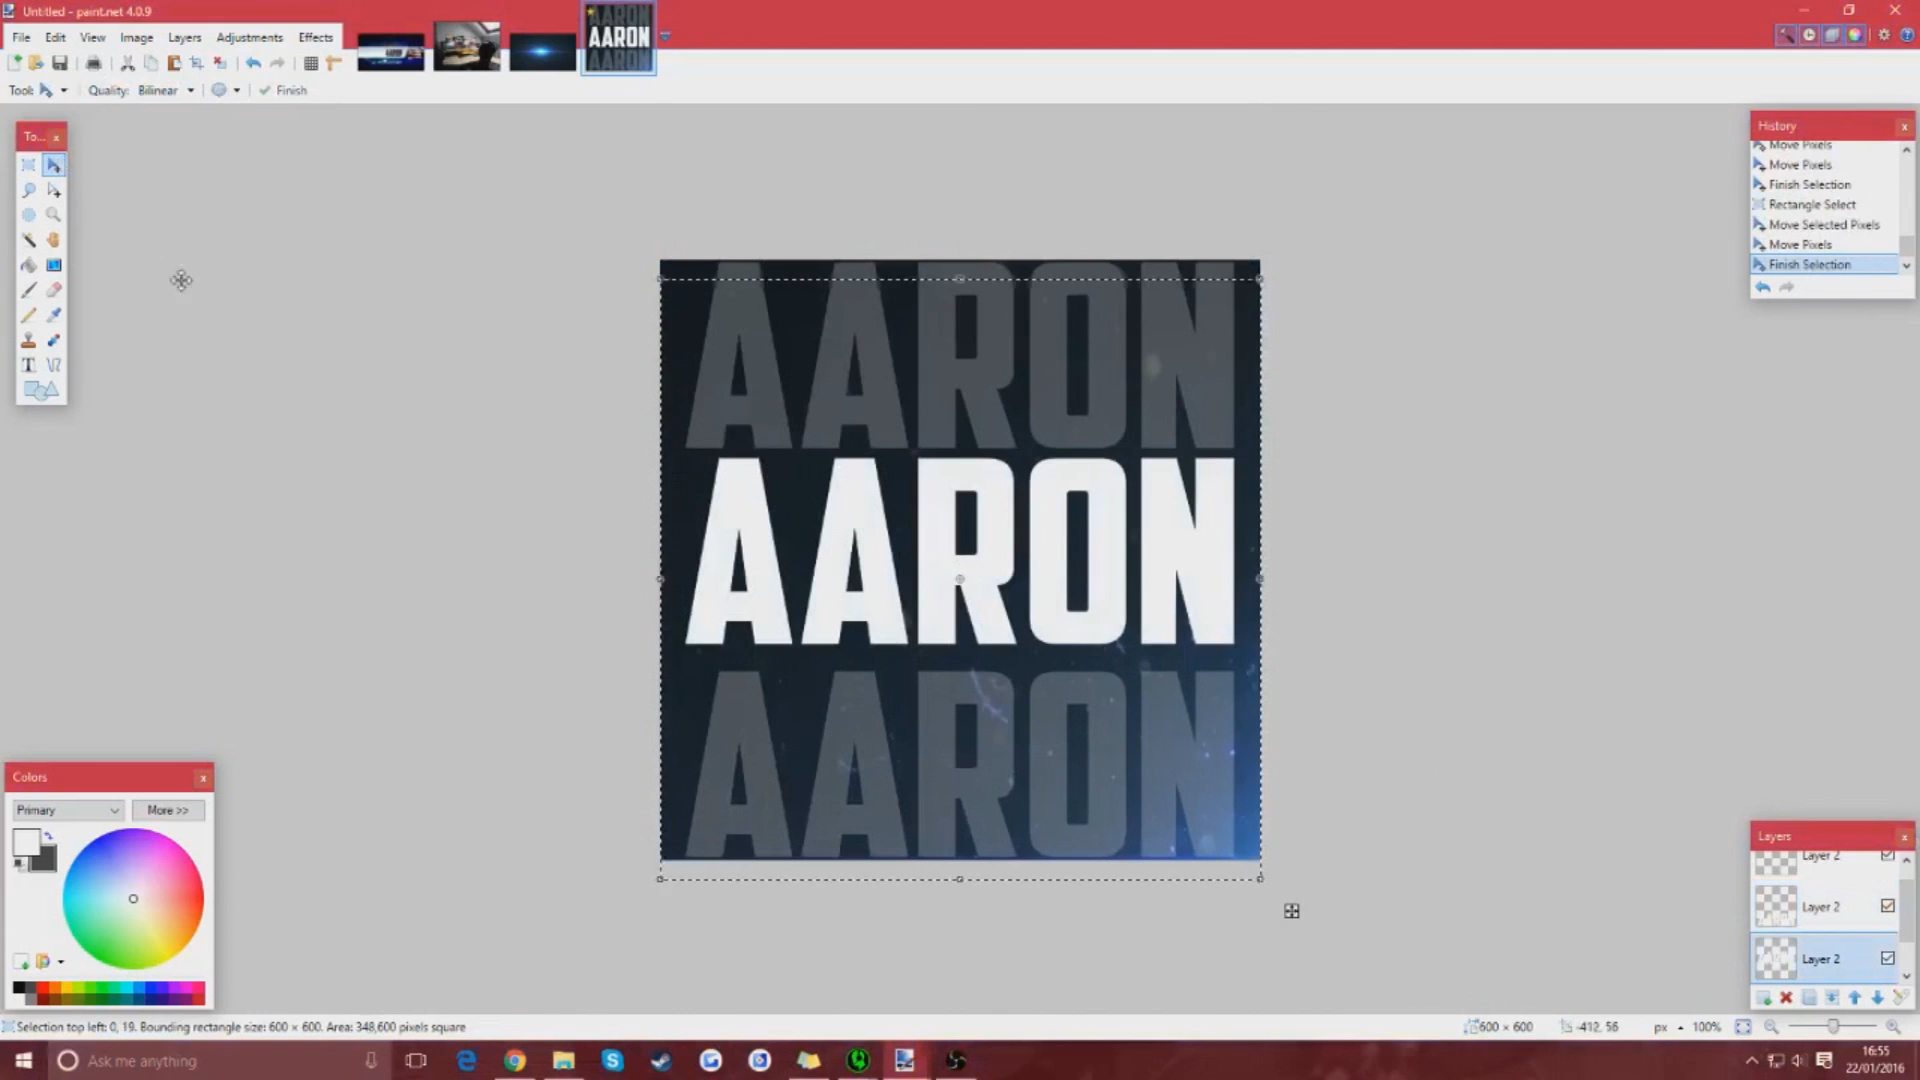 Untitled - paint.net 4.0.9
File Edit View Image Layers Adjustments Effects
AARON
AARON
AARON
Tool: Quality: Bilinear Finish
To...
History
Move Pixels
Move Pixels
Finish Selection
Rectangle Select
Move Selected Pixels
Move Pixels
Finish Selection
AARON
AARON
AARON
Colors
Primary More >>
Layers
Layer 2
Layer 2
Layer 2
Selection top left: 0, 19. Bounding rectangle size: 600 × 600. Area: 348,600 pixels square
600 × 600 -412, 56 px 100%
Ask me anything
16:55
22/01/2016